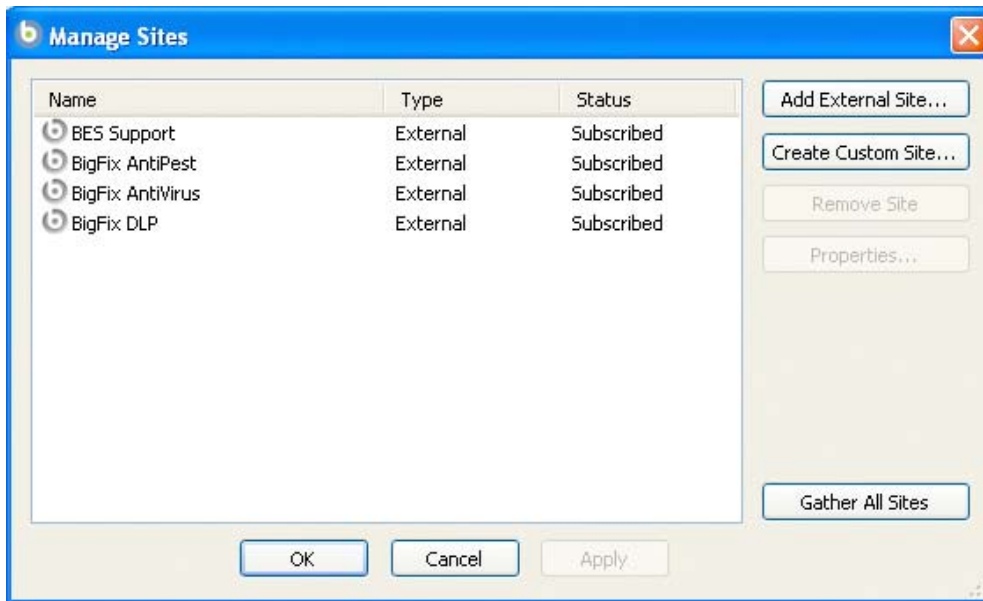 Manage Sites
Name Type Status
BES Support External Subscribed
BigFix AntiPest External Subscribed
BigFix AntiVirus External Subscribed
BigFix DLP External Subscribed
Add External Site...
Create Custom Site...
Remove Site
Properties...
Gather All Sites
OK Cancel Apply